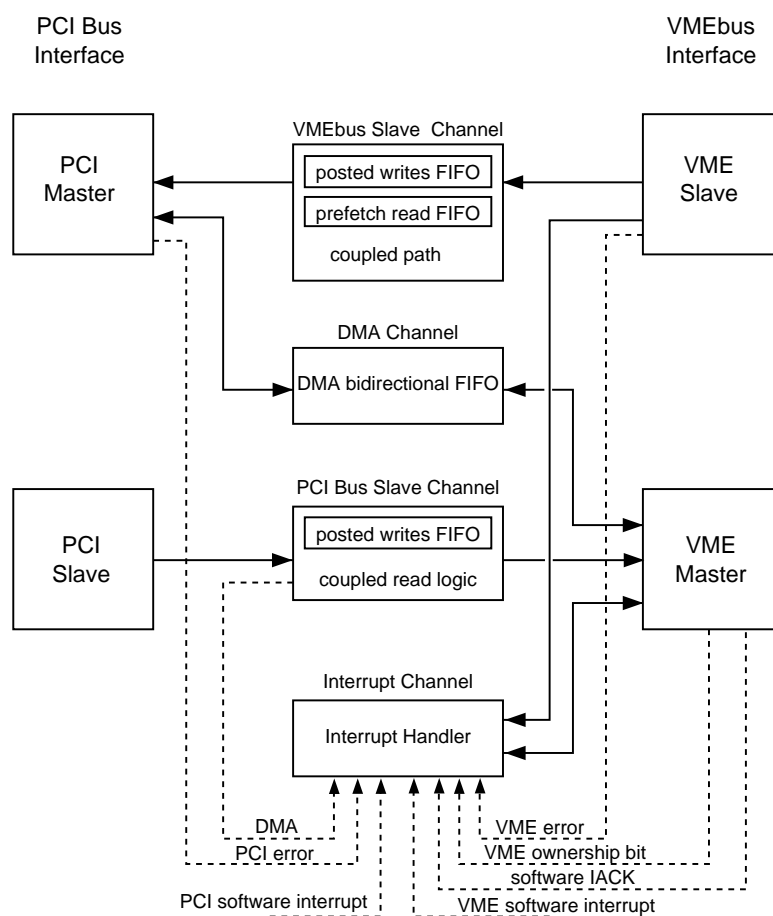 PCI Bus
Interface
VMEbus
Interface
VMEbus Slave Channel
PCI
Master
posted writes FIFO
prefetch read FIFO
coupled path
VME
Slave
DMA Channel
DMA bidirectional FIFO
PCI Bus Slave Channel
PCI
Slave
posted writes FIFO
coupled read logic
VME
Master
Interrupt Channel
Interrupt Handler
DMA
VME error
PCI error
VME ownership bit
software IACK
PCI software interrupt
VME software interrupt